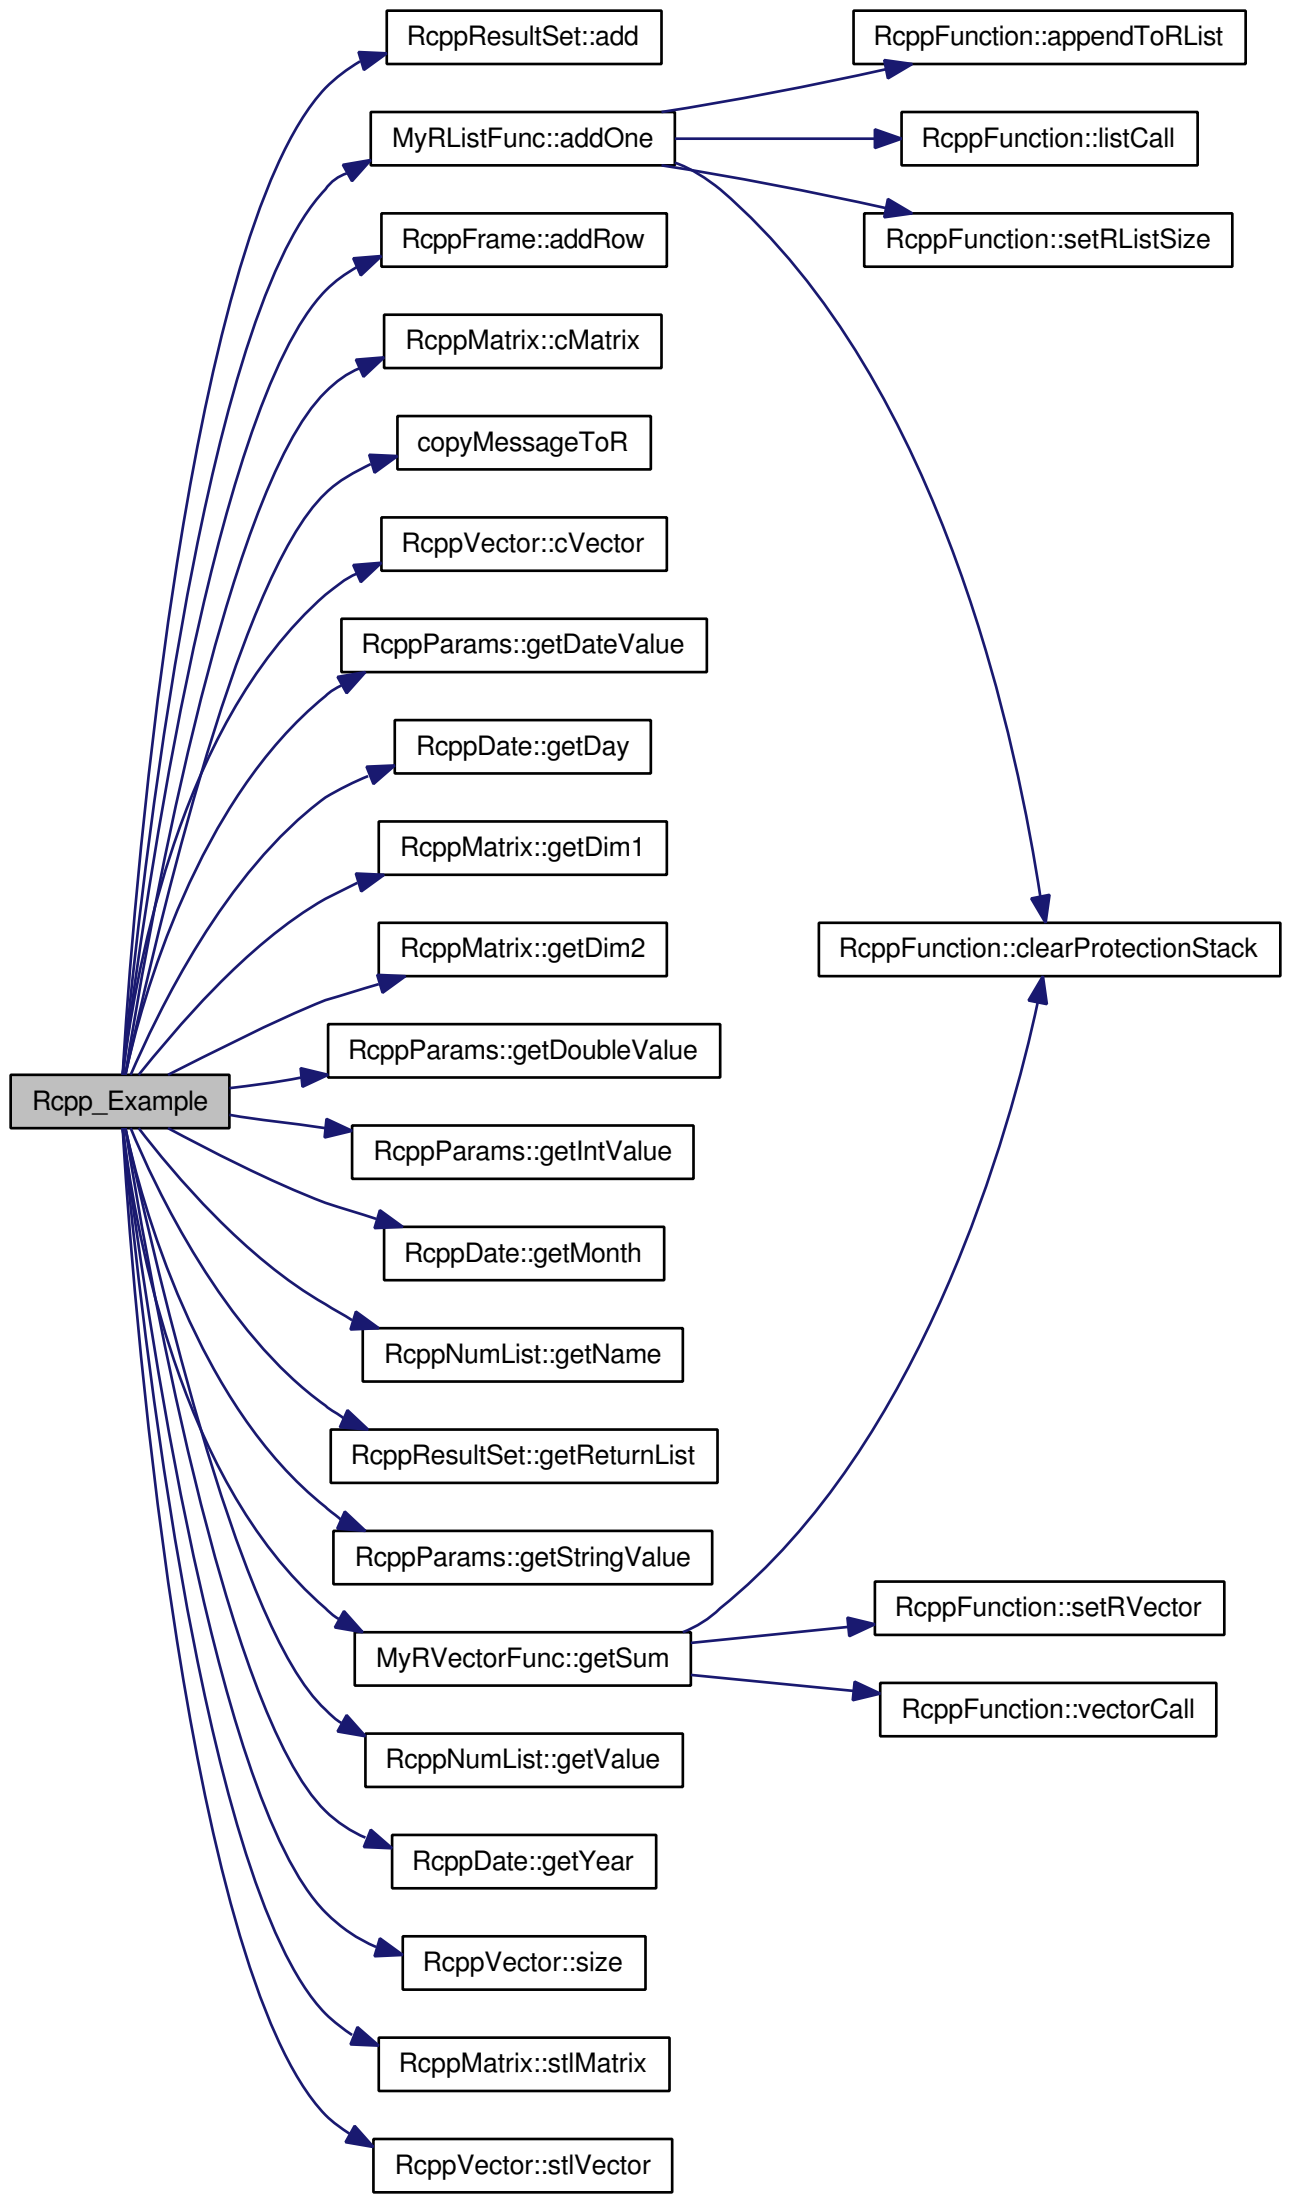 RcppResultSet::add
RcppFunction::appendToRList
MyRListFunc::addOne
RcppFunction::listCall
RcppFrame::addRow
RcppFunction::setRListSize
RcppMatrix::cMatrix
copyMessageToR
RcppVector::cVector
RcppParams::getDateValue
RcppDate::getDay
RcppMatrix::getDim1
RcppMatrix::getDim2
RcppFunction::clearProtectionStack
RcppParams::getDoubleValue
Rcpp_Example
RcppParams::getIntValue
RcppDate::getMonth
RcppNumList::getName
RcppResultSet::getReturnList
RcppParams::getStringValue
RcppFunction::setRVector
MyRVectorFunc::getSum
RcppFunction::vectorCall
RcppNumList::getValue
RcppDate::getYear
RcppVector::size
RcppMatrix::stlMatrix
RcppVector::stlVector